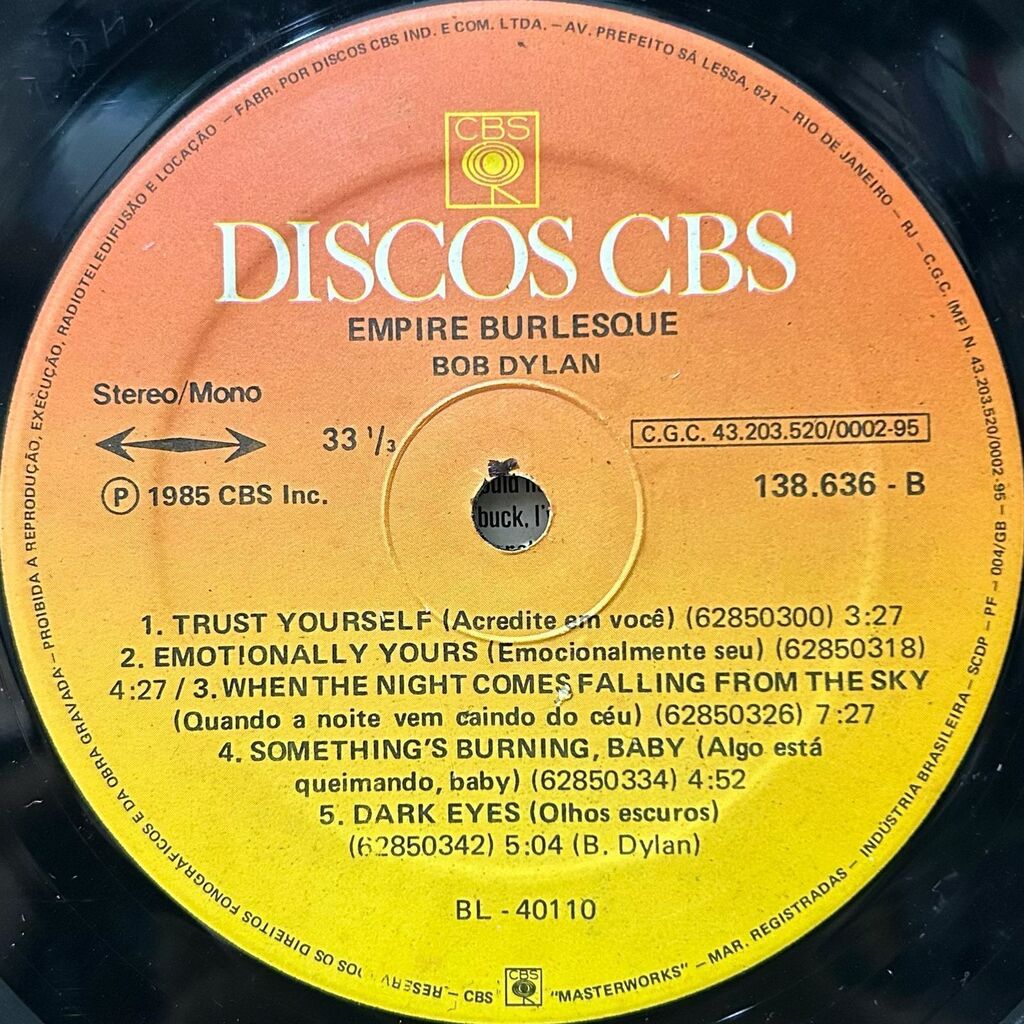 CBS
DISCOS CBS
EMPIRE BURLESQUE
BOB DYLAN
Stereo/Mono
33 1/3
C.G.C. 43.203.520/0002-95
Ⓟ 1985 CBS Inc.
138.636 - B
buck, I'
1. TRUST YOURSELF (Acredite em você) (62850300) 3:27
2. EMOTIONALLY YOURS (Emocionalmente seu) (62850318)
4:27 / 3. WHEN THE NIGHT COMES FALLING FROM THE SKY
(Quando a noite vem caindo do céu) (62850326) 7:27
4. SOMETHING'S BURNING, BABY (Algo está
queimando, baby) (62850334) 4:52
5. DARK EYES (Olhos escuros)
(62850342) 5:04 (B. Dylan)
BL - 40110
OS DIREITOS FONOGRÁFICOS E DA OBRA GRAVADA - PROIBIDA A REPRODUÇÃO, EXECUÇÃO, RADIOTELEDIFUSÃO E LOCAÇÃO - FABR. POR DISCOS CBS IND. E COM. LTDA. - AV. PREFEITO SÁ LESSA, 621 - RIO DE JANEIRO - RJ - C.G.C. (MF) N. 43.203.520/0002-95 - 004/GB - PF - SCDP - INDÚSTRIA BRASILEIRA - MAR. REGISTRADAS - "MASTERWORKS" CBS CBS -